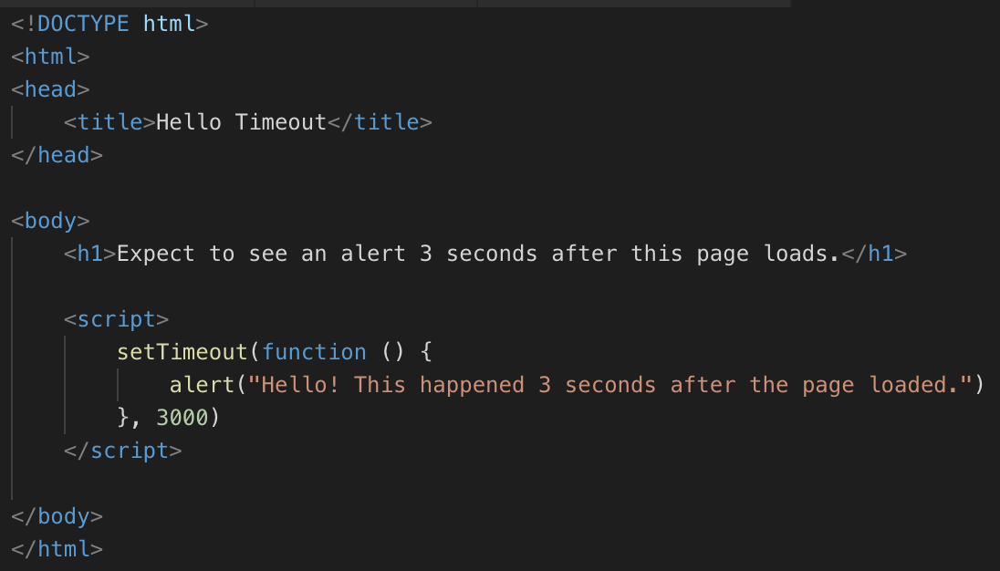 <!DOCTYPE html>
<html>
<head>
    <title>Hello Timeout</title>
</head>

<body>
    <h1>Expect to see an alert 3 seconds after this page loads.</h1>

    <script>
        setTimeout(function () {
            alert("Hello! This happened 3 seconds after the page loaded.")
        }, 3000)
    </script>

</body>
</html>